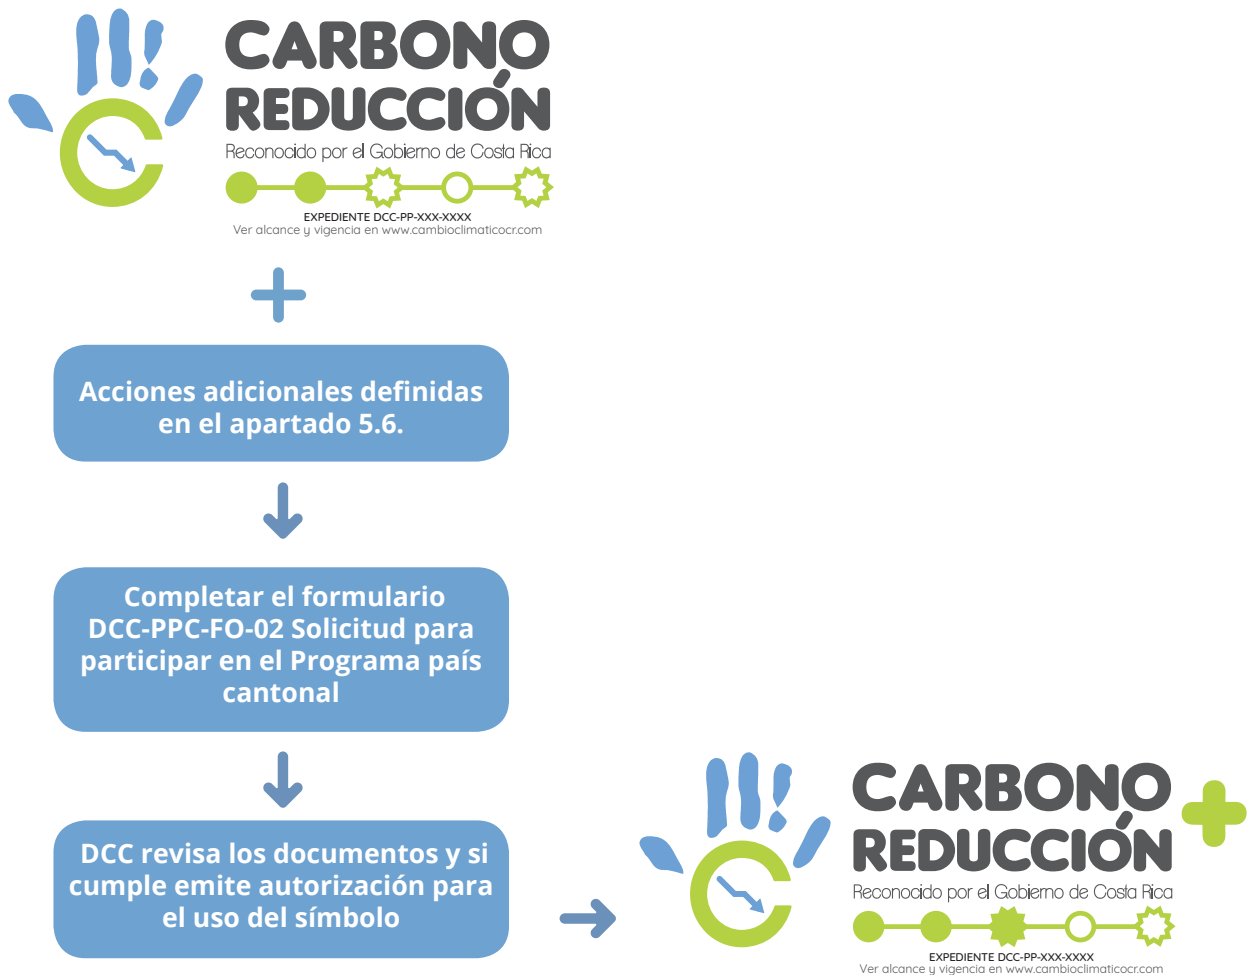 CARBONO
REDUCCIÓN
Reconocido por el Gobierno de Costa Rica
EXPEDIENTE DCC-PP-XXX-XXXX
Ver alcance y vigencia en www.cambioclimaticocr.com
Acciones adicionales definidas
en el apartado 5.6.
Completar el formulario
DCC-PPC-FO-02 Solicitud para
participar en el Programa país
cantonal
DCC revisa los documentos y si
cumple emite autorización para
el uso del símbolo
CARBONO
REDUCCIÓN
Reconocido por el Gobierno de Costa Rica
EXPEDIENTE DCC-PP-XXX-XXXX
Ver alcance y vigencia en www.cambioclimaticocr.com